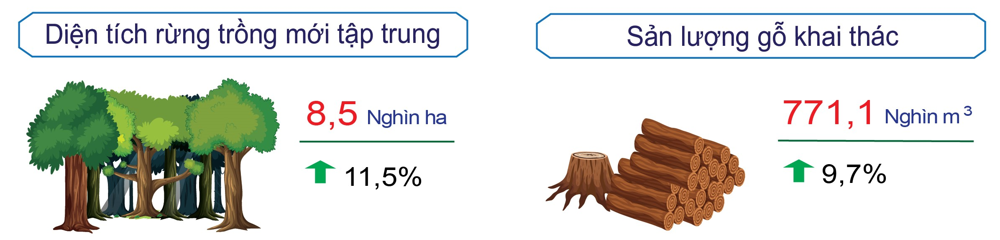 Diện tích rừng trồng mới tập trung
8,5 Nghìn ha
11,5%
Sản lượng gỗ khai thác
771,1 Nghìn m³
9,7%